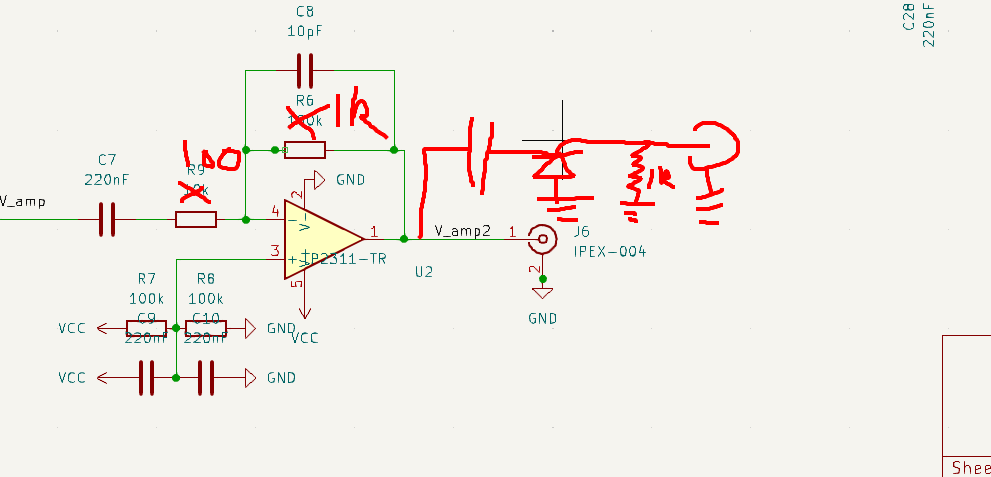 C8
10pF
C28
220nF
R6
1k
100
C7
220nF
R9
V_amp
GND
4
2
1
3
5
V-
V+
TP2311-TR
U2
V_amp2
1
J6
IPEX-004
2
GND
1k
R7
100k
R8
100k
C9
220nF
C10
220nF
VCC
GND
VCC
VCC
GND
Shee